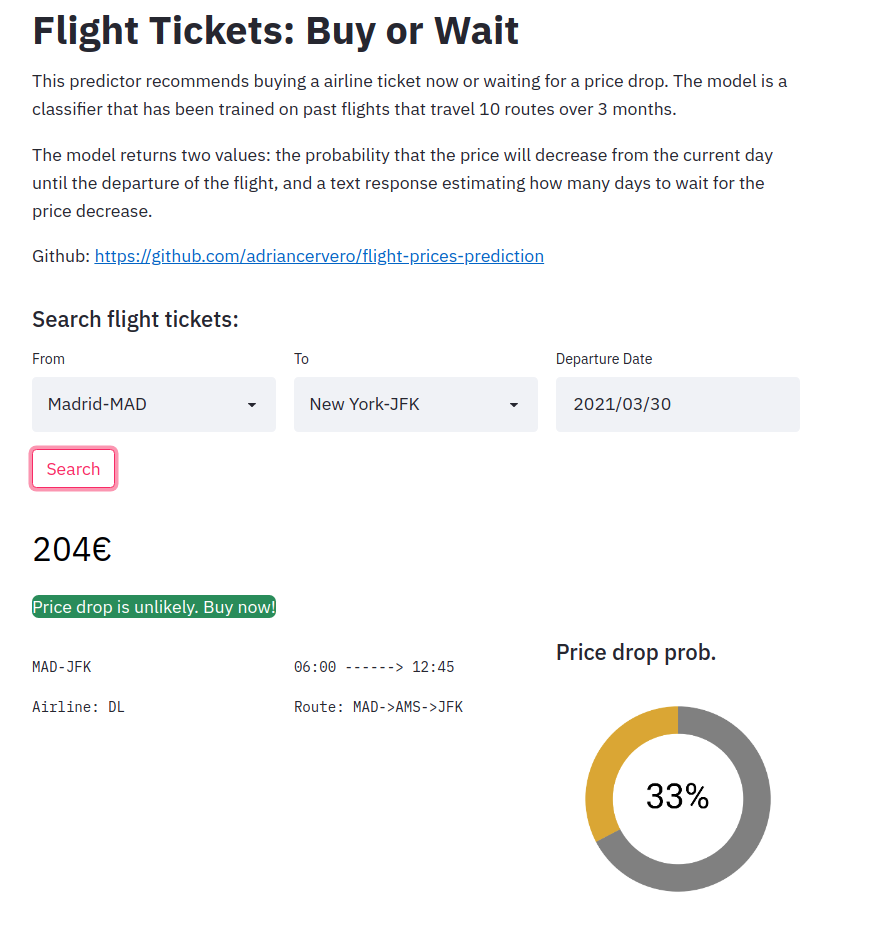 Flight Tickets: Buy or Wait
This predictor recommends buying a airline ticket now or waiting for a price drop. The model is a
classifier that has been trained on past flights that travel 10 routes over 3 months.
The model returns two values: the probability that the price will decrease from the current day
until the departure of the flight, and a text response estimating how many days to wait for the
price decrease.
Github: https://github.com/adriancervero/flight-prices-prediction
Search flight tickets:
From
To
Departure Date
Madrid-MAD
New York-JFK
2021/03/30
Search
204€
Price drop is unlikely. Buy now!
MAD-JFK
06:00 ------> 12:45
Airline: DL
Route: MAD->AMS->JFK
Price drop prob.
33%